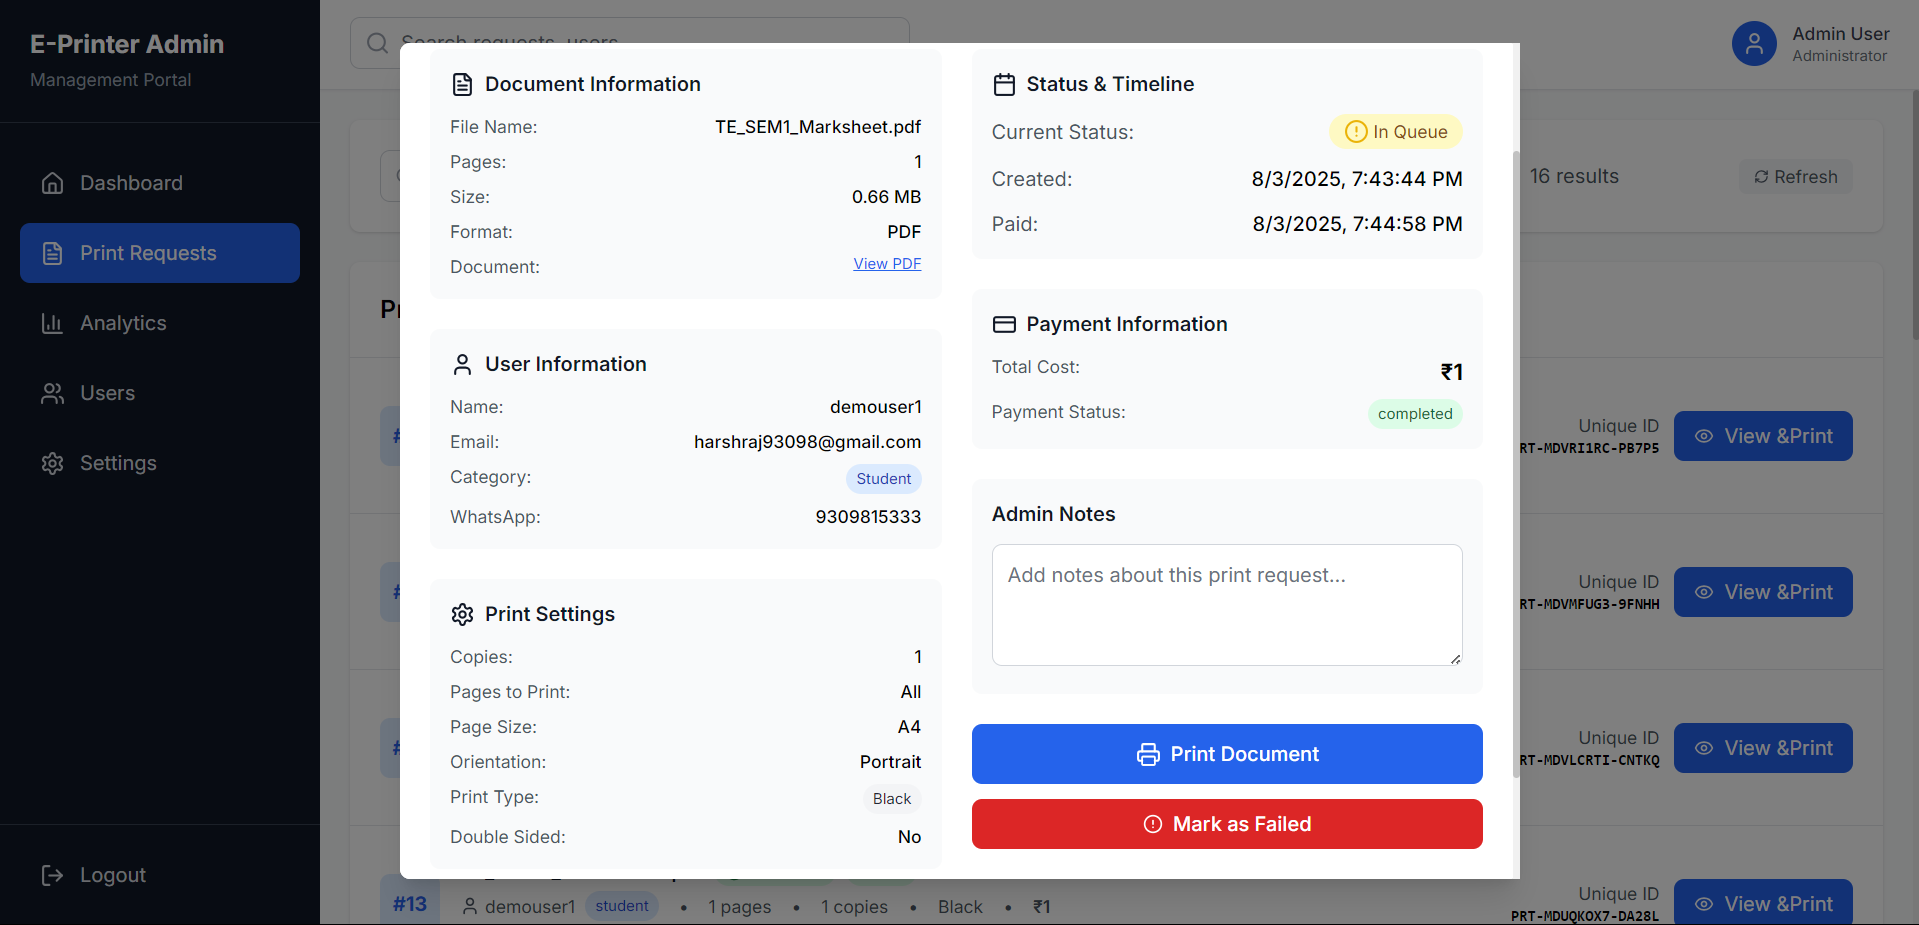 E-Printer Admin
Management Portal
Dashboard
Print Requests
Analytics
Users
Settings
Logout
Search requests, users
Admin User
Administrator
16 results
Refresh
Document Information
File Name: TE_SEM1_Marksheet.pdf
Pages: 1
Size: 0.66 MB
Format: PDF
Document: View PDF
User Information
Name: demouser1
Email: harshraj93098@gmail.com
Category: Student
WhatsApp: 9309815333
Print Settings
Copies: 1
Pages to Print: All
Page Size: A4
Orientation: Portrait
Print Type: Black
Double Sided: No
Status & Timeline
Current Status: In Queue
Created: 8/3/2025, 7:43:44 PM
Paid: 8/3/2025, 7:44:58 PM
Payment Information
Total Cost: ₹1
Payment Status: completed
Admin Notes
Add notes about this print request...
Print Document
Mark as Failed
Unique ID
RT-MDVRI1RC-PB7P5
View &Print
Unique ID
RT-MDVMFUG3-9FNHH
View &Print
Unique ID
RT-MDVLCRTI-CNTKQ
View &Print
#13
demouser1 student • 1 pages • 1 copies • Black • ₹1
Unique ID
PRT-MDUQKOX7-DA28L
View &Print